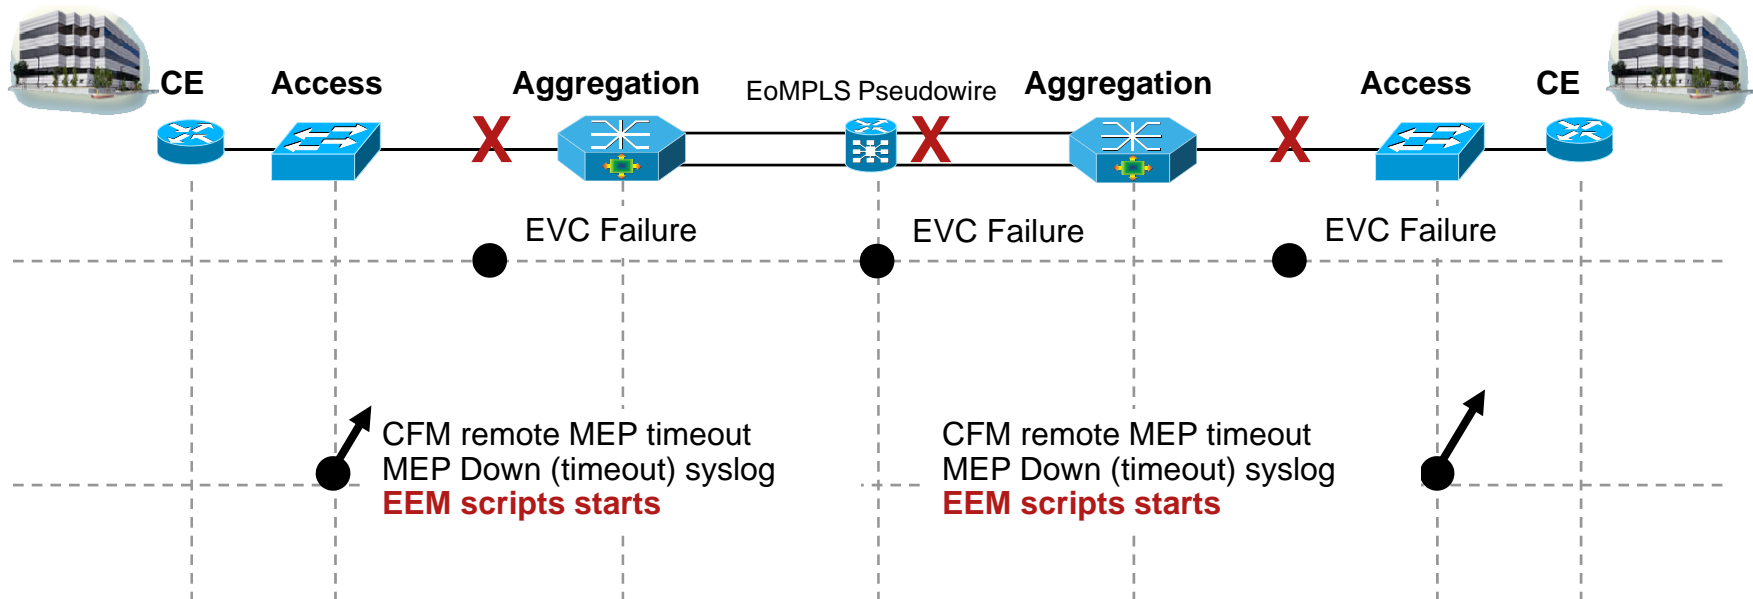 CE
Access
Aggregation
EoMPLS Pseudowire
Aggregation
Access
CE
X
X
X
EVC Failure
EVC Failure
EVC Failure
CFM remote MEP timeout
MEP Down (timeout) syslog
EEM scripts starts
CFM remote MEP timeout
MEP Down (timeout) syslog
EEM scripts starts